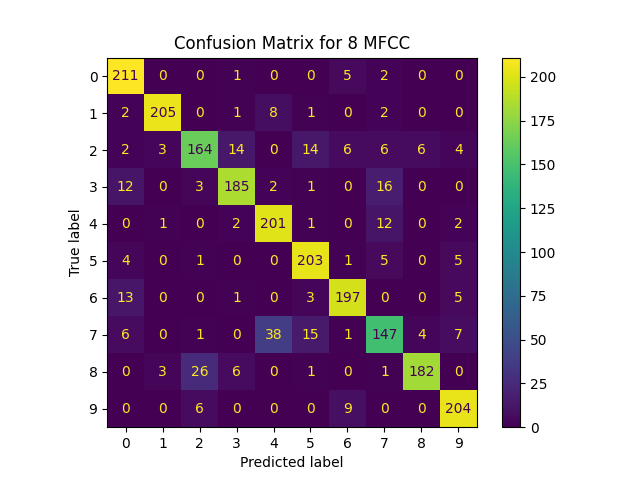 Confusion Matrix for 8 MFCC
0 211 0 0 1 0 0 5 2 0 0
1 2 205 0 1 8 1 0 2 0 0
2 2 3 164 14 0 14 6 6 6 4
3 12 0 3 185 2 1 0 16 0 0
4 0 1 0 2 201 1 0 12 0 2
5 4 0 1 0 0 203 1 5 0 5
6 13 0 0 1 0 3 197 0 0 5
7 6 0 1 0 38 15 1 147 4 7
8 0 3 26 6 0 1 0 1 182 0
9 0 0 6 0 0 0 9 0 0 204
0 1 2 3 4 5 6 7 8 9
Predicted label
True label
200
175
150
125
100
75
50
25
0